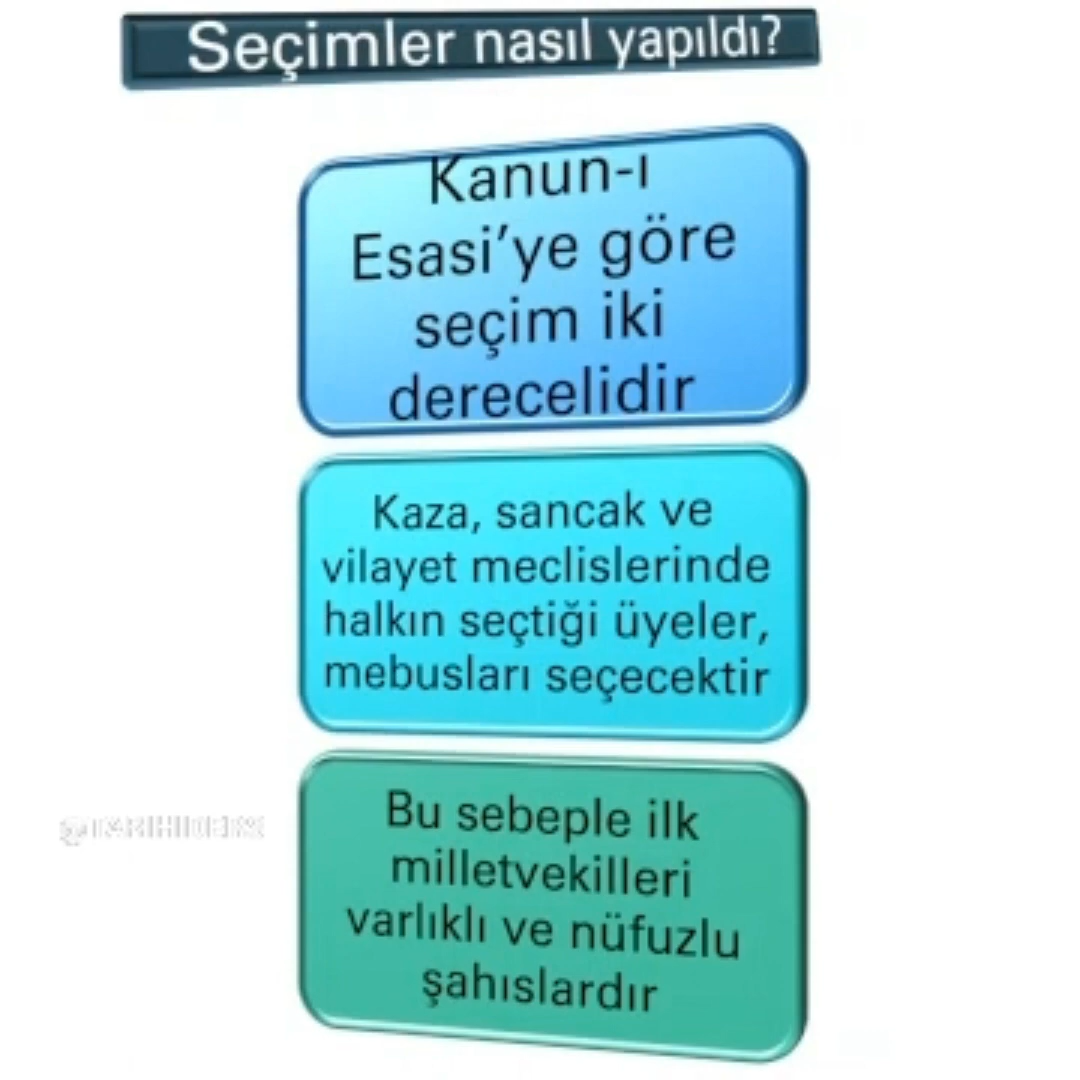 Seçimler nasıl yapıldı?
Kanun-ı
Esasi’ye göre
seçim iki
derecelidir
Kaza, sancak ve
vilayet meclislerinde
halkın seçtiği üyeler,
mebusları seçecektir
Bu sebeple ilk
milletvekilleri
varlıklı ve nüfuzlu
şahıslardır